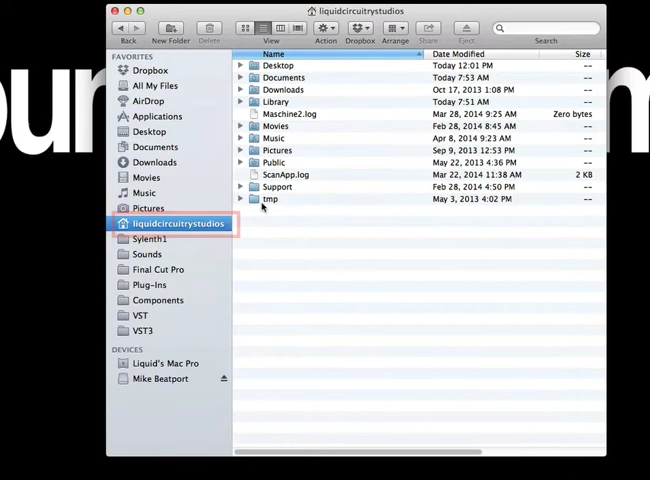 liquidcircuitrystudios
Back New Folder Delete View Action Dropbox Arrange Share Eject Search
FAVORITES
Dropbox
All My Files
AirDrop
Applications
Desktop
Documents
Downloads
Movies
Music
Pictures
liquidcircuitrystudios
Sylenth1
Sounds
Final Cut Pro
Plug-Ins
Components
VST
VST3
DEVICES
Liquid's Mac Pro
Mike Beatport
Name Date Modified Size
Desktop Today 12:01 PM --
Documents Today 7:53 AM --
Downloads Oct 17, 2013 1:08 PM --
Library Today 7:51 AM --
Maschine2.log Mar 28, 2014 9:25 AM Zero bytes
Movies Feb 28, 2014 8:45 AM --
Music Apr 8, 2014 9:23 AM --
Pictures Sep 9, 2013 12:53 PM --
Public May 22, 2013 4:36 PM --
ScanApp.log Mar 22, 2014 11:38 AM 2 KB
Support Feb 28, 2014 4:50 PM --
tmp May 3, 2013 4:02 PM --